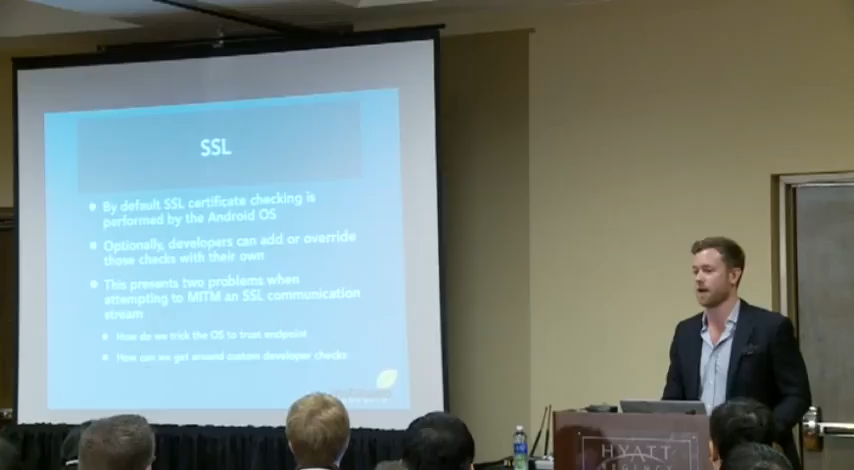 SSL
By default SSL certificate checking is
performed by the Android OS
Optionally, developers can add or override
those checks with their own
This presents two problems when
attempting to MITM an SSL communication
stream
How do we trick the OS to trust endpoint
How can we get around custom developer checks
HYATT